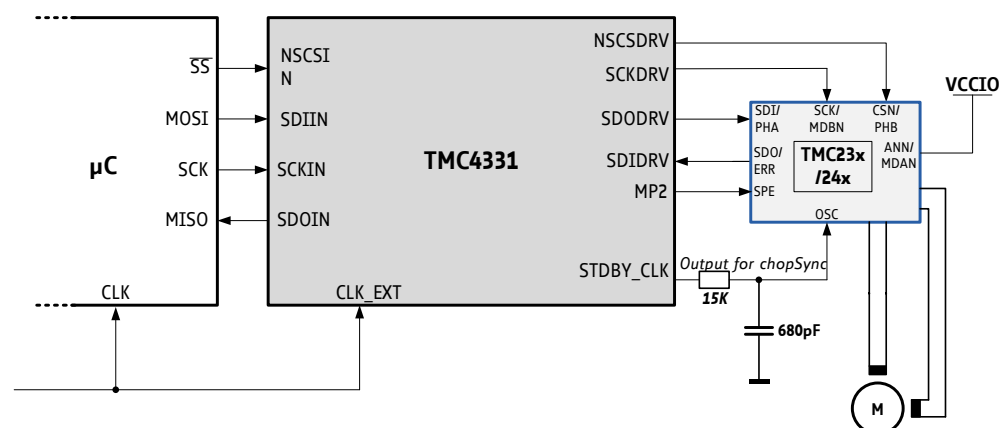 SS
MOSI
μC
SCK
MISO
CLK
NSCSI
N
SDIIN
SCKIN
SDOIN
CLK_EXT
TMC4331
NSCSDRV
SCKDRV
SDODRV
SDIDRV
MP2
STDBY_CLK
Output for chopSync
15K
680pF
SDI/
PHA
SCK/
MDBN
CSN/
PHB
SDO/
ERR
TMC23x
/24x
ANN/
MDAN
SPE
OSC
VCCIO
M